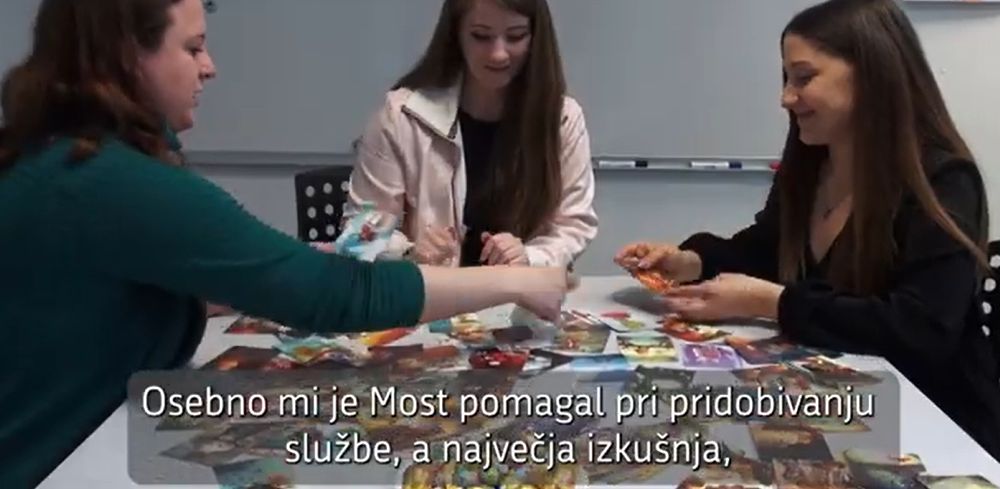 Osebno mi je Most pomagal pri pridobivanju
službe, a največja izkušnja,